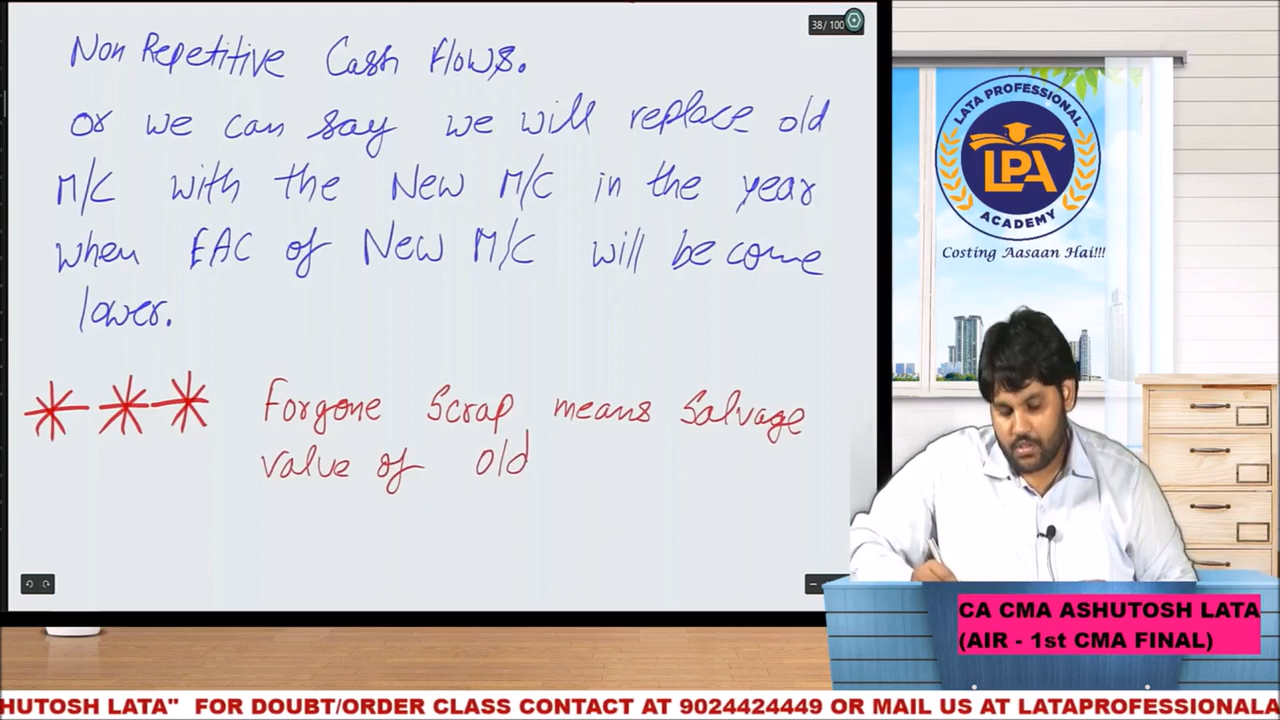 38/100
Non Repetitive Cash flows.
or we can say we will replace old
M/C with the New M/C in the year
when EAC of New M/C will become
lower.
Forgone Scrap means Salvage
value of old
LATA PROFESSIONAL
LPA
ACADEMY
Costing Aasaan Hai!!!
CA CMA ASHUTOSH LATA
(AIR - 1st CMA FINAL)
HUTOSH LATA" FOR DOUBT/ORDER CLASS CONTACT AT 9024424449 OR MAIL US AT LATAPROFESSIONALA